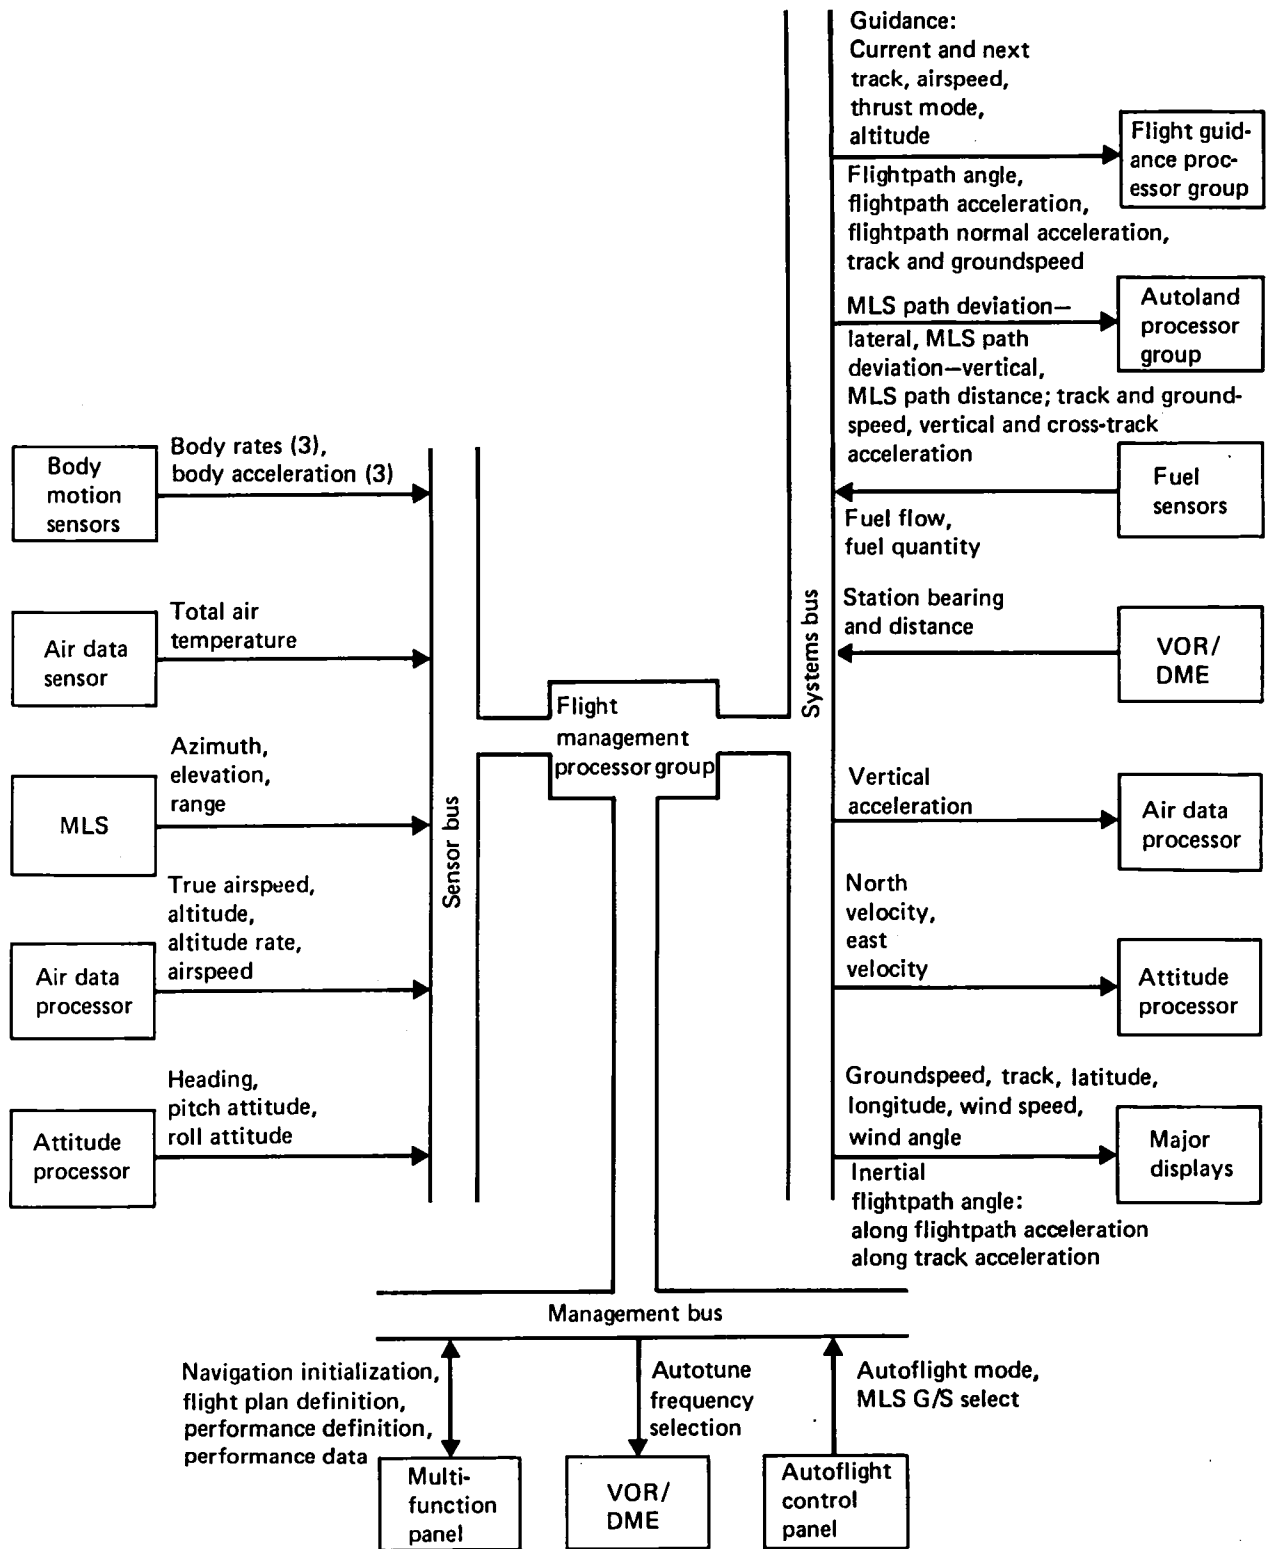 Guidance:
Current and next
track, airspeed,
thrust mode,
altitude
Flight guid-
ance proc-
essor group
Flightpath angle,
flightpath acceleration,
flightpath normal acceleration,
track and groundspeed
MLS path deviation—
lateral, MLS path
deviation—vertical,
MLS path distance; track and ground-
speed, vertical and cross-track
acceleration
Autoland
processor
group
Body
motion
sensors
Body rates (3),
body acceleration (3)
Fuel
sensors
Fuel flow,
fuel quantity
Air data
sensor
Total air
temperature
Station bearing
and distance
VOR/
DME
Systems bus
Flight
management
processor group
MLS
Azimuth,
elevation,
range
Sensor bus
Vertical
acceleration
Air data
processor
Air data
processor
True airspeed,
altitude,
altitude rate,
airspeed
North
velocity,
east
velocity
Attitude
processor
Attitude
processor
Heading,
pitch attitude,
roll attitude
Groundspeed, track, latitude,
longitude, wind speed,
wind angle
Major
displays
Inertial
flightpath angle:
along flightpath acceleration
along track acceleration
Management bus
Navigation initialization,
flight plan definition,
performance definition,
performance data
Autotune
frequency
selection
Autoflight mode,
MLS G/S select
Multi-
function
panel
VOR/
DME
Autoflight
control
panel